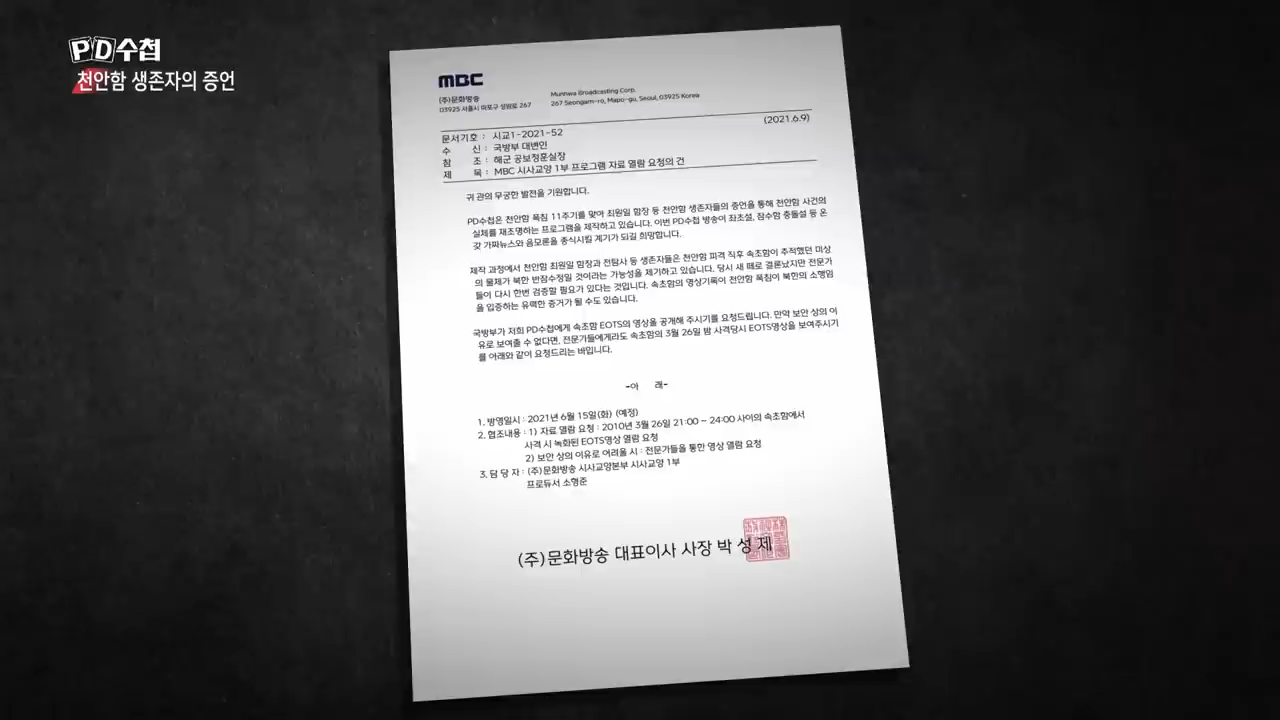 PD수첩
천안함 생존자의 증언
MBC
(주)문화방송
03925 서울시 마포구 성암로 267
Munhwa Broadcasting Corp.
267 Seongam-ro, Mapo-gu, Seoul, 03925 Korea
(2021.6.9)
문서기호 : 시교1-2021-52
수 신 : 국방부 대변인
참 조 : 해군 공보정훈실장
제 목 : MBC 시사교양 1부 프로그램 자료 열람 요청의 건
귀 관의 무궁한 발전을 기원합니다.
PD수첩은 천안함 폭침 11주기를 맞아 최원일 함장 등 천안함 생존자들의 증언을 통해 천안함 사건의
실체를 재조명하는 프로그램을 제작하고 있습니다. 이번 PD수첩 방송이 좌초설, 잠수함 충돌설 등 온
갖 가짜뉴스와 음모론을 종식시킬 계기가 되길 희망합니다.
제작 과정에서 천안함 최원일 함장과 전탐사 등 생존자들은 천안함 피격 직후 속초함이 추적했던 미상
의 물체가 북한 반잠수정일 것이라는 가능성을 제기하고 있습니다. 당시 새 떼로 결론났지만 전문가
들이 다시 한번 검증할 필요가 있다는 것입니다. 속초함의 영상기록이 천안함 폭침이 북한의 소행임
을 입증하는 유력한 증거가 될 수도 있습니다.
국방부가 저희 PD수첩에게 속초함 EOTS의 영상을 공개해 주시기를 요청드립니다. 만약 보안 상의 이
유로 보여줄 수 없다면, 전문가들에게라도 속초함의 3월 26일 밤 사격당시 EOTS영상을 보여주시기
를 아래와 같이 요청드리는 바입니다.
-아 래-
1. 방영일시 : 2021년 6월 15일(화) (예정)
2. 협조내용 : 1) 자료 열람 요청 : 2010년 3월 26일 21:00 ~ 24:00 사이의 속초함에서
사격 시 녹화된 EOTS영상 열람 요청
2) 보안 상의 이유로 어려울 시 : 전문가들을 통한 영상 열람 요청
3. 담 당 자 : (주)문화방송 시사교양본부 시사교양 1부
프로듀서 소형준
(주)문화방송 대표이사 사장 박 성 제